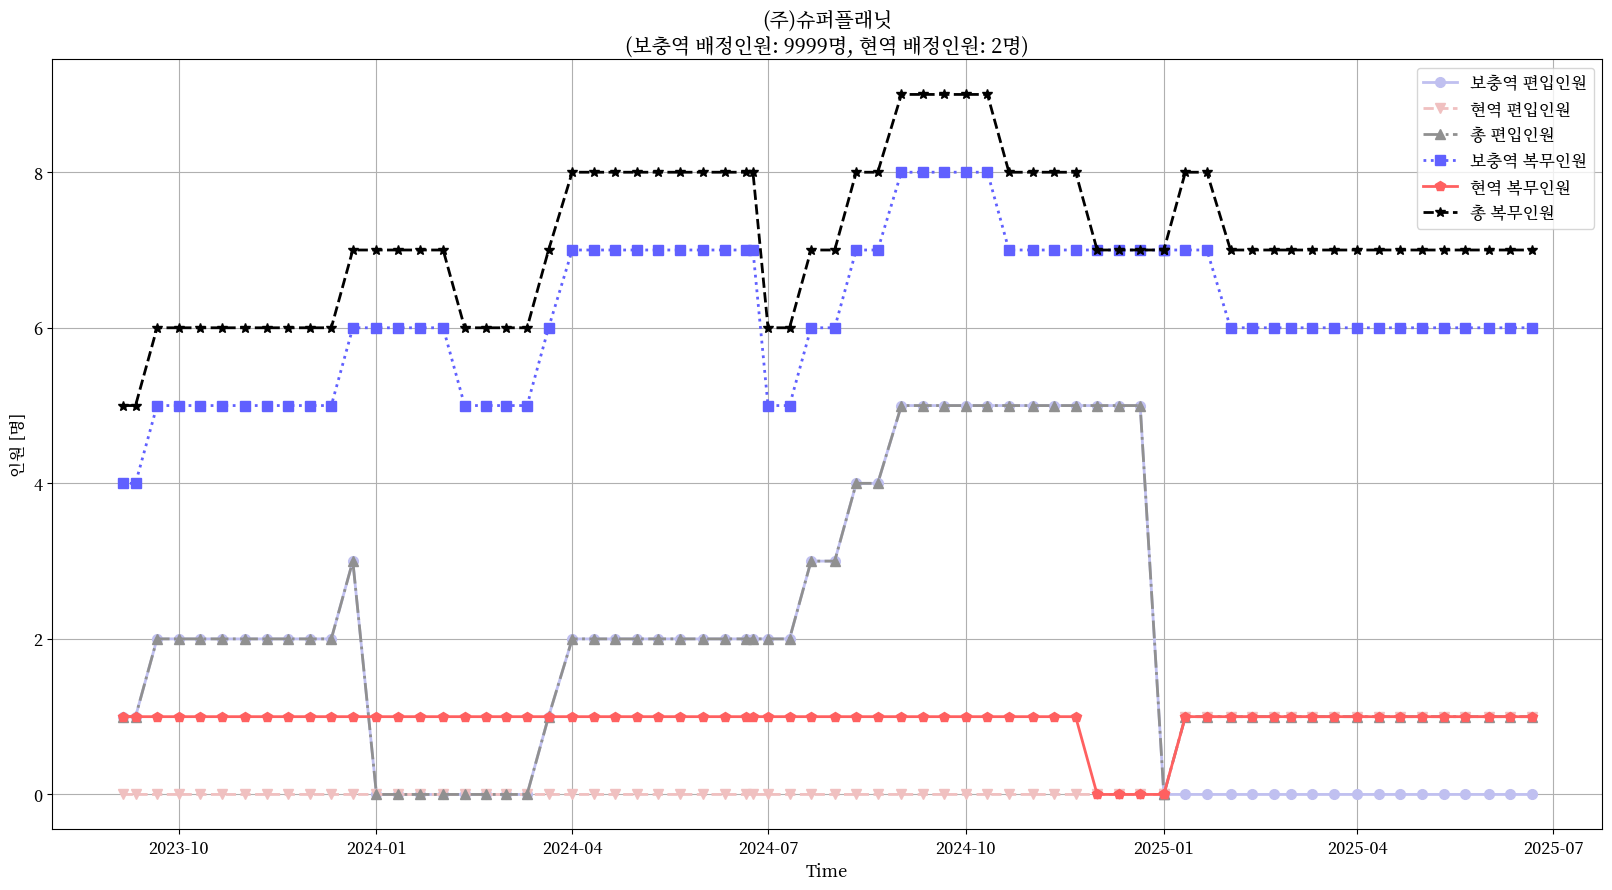 (주)슈퍼플래닛
(보충역 배정인원: 9999명, 현역 배정인원: 2명)
보충역 편입인원
현역 편입인원
총 편입인원
보충역 복무인원
현역 복무인원
총 복무인원
인원 [명]
8
6
4
2
0
2023-10
2024-01
2024-04
2024-07
2024-10
2025-01
2025-04
2025-07
Time